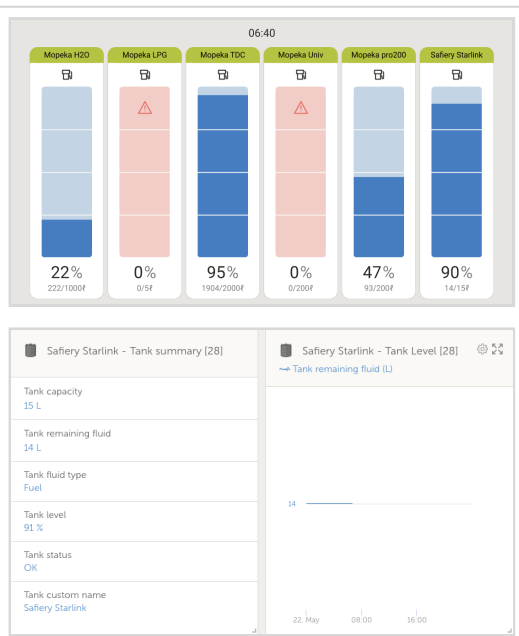 06:40
Mopeka H2O
Mopeka LPG
Mopeka TDC
Mopeka Univ
Mopeka pro200
Safiery Starlink
22%
0%
95%
0%
47%
90%
222/1000ℓ
0/5ℓ
1904/2000ℓ
0/200ℓ
93/200ℓ
14/15ℓ
Safiery Starlink - Tank summary [28]
Tank capacity
15 L
Tank remaining fluid
14 L
Tank fluid type
Fuel
Tank level
91 %
Tank status
OK
Tank custom name
Safiery Starlink
Safiery Starlink - Tank Level [28]
Tank remaining fluid (L)
14
22. May
08:00
16:00